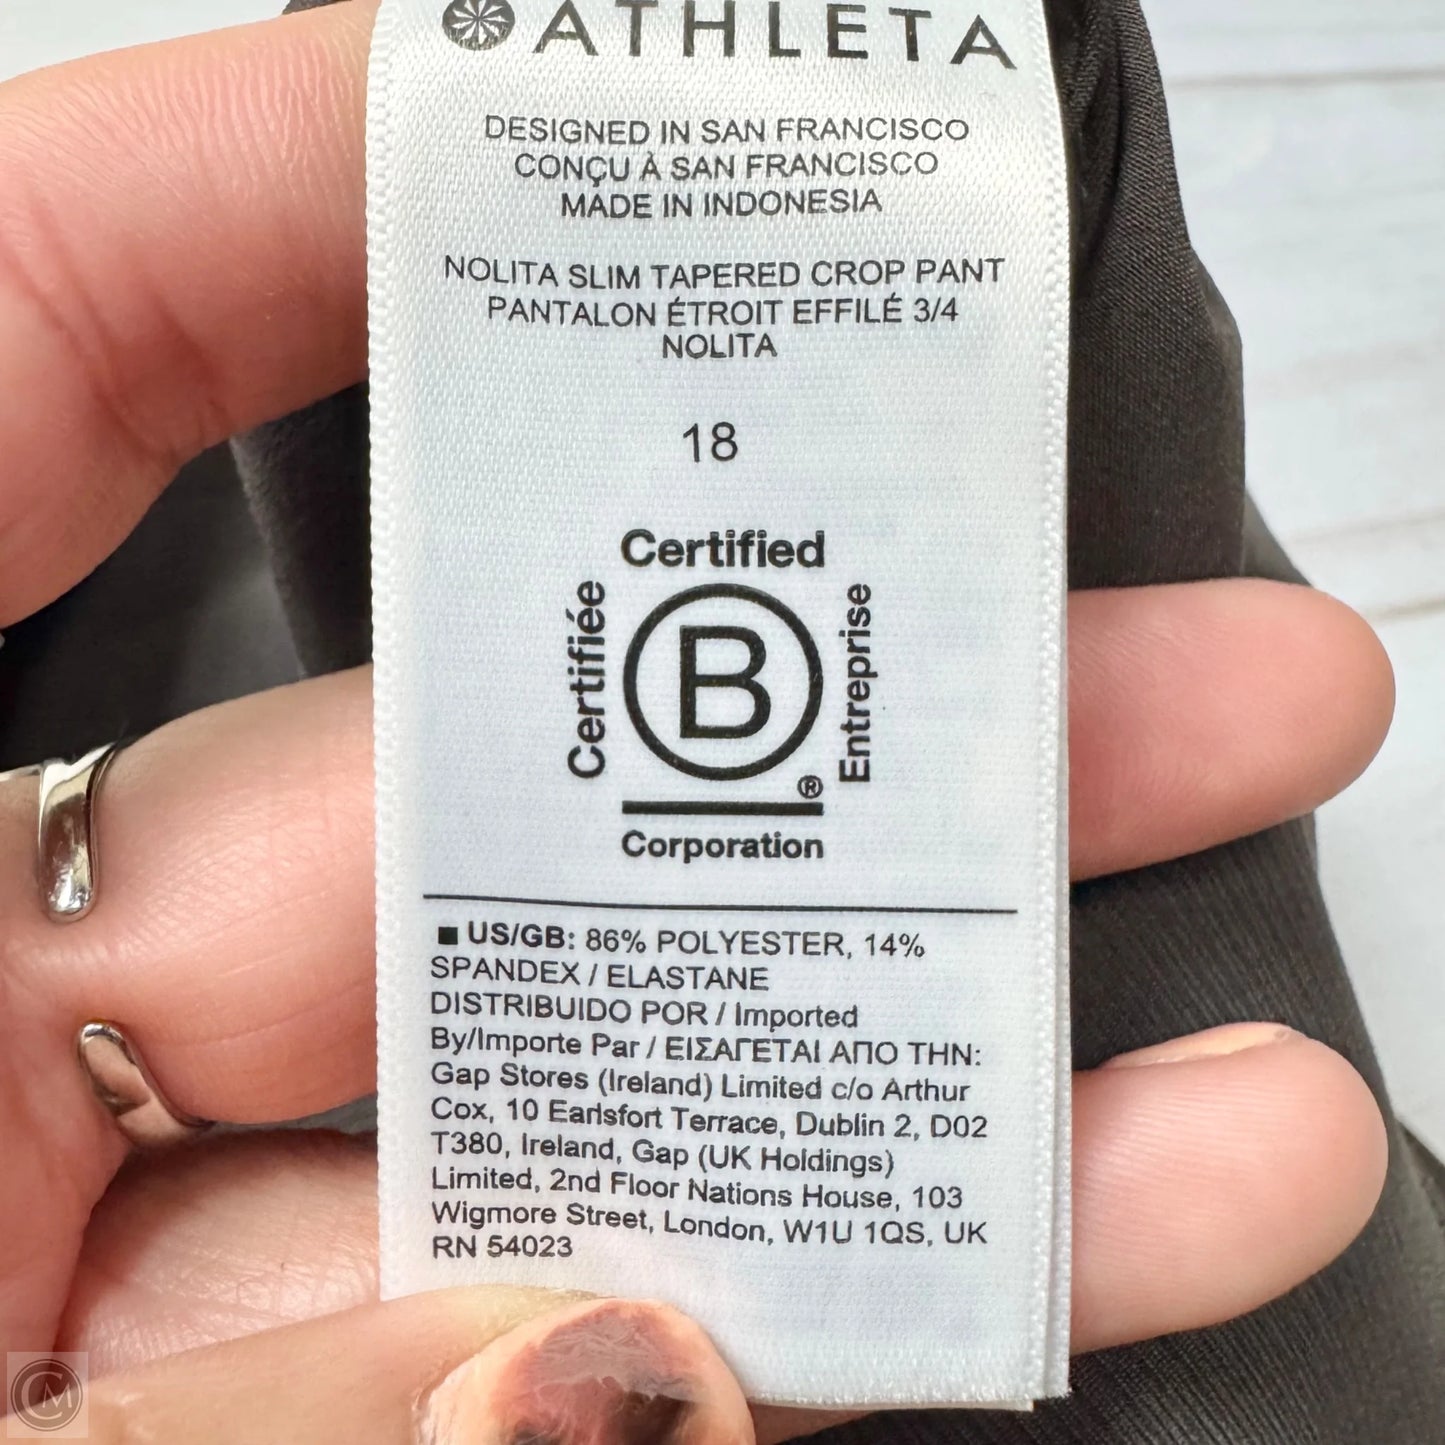 ATHLETA
DESIGNED IN SAN FRANCISCO
CONÇU À SAN FRANCISCO
MADE IN INDONESIA
NOLITA SLIM TAPERED CROP PANT
PANTALON ÉTROIT EFFILÉ 3/4
NOLITA
18
Certified
Certifiée
B
Entreprise
®
Corporation
■ US/GB: 86% POLYESTER, 14%
SPANDEX / ELASTANE
DISTRIBUIDO POR / Imported
By/Importe Par / ΕΙΣΑΓΕΤΑΙ ΑΠΟ ΤΗΝ:
Gap Stores (Ireland) Limited c/o Arthur
Cox, 10 Earlsfort Terrace, Dublin 2, D02
T380, Ireland, Gap (UK Holdings)
Limited, 2nd Floor Nations House, 103
Wigmore Street, London, W1U 1QS, UK
RN 54023
CM